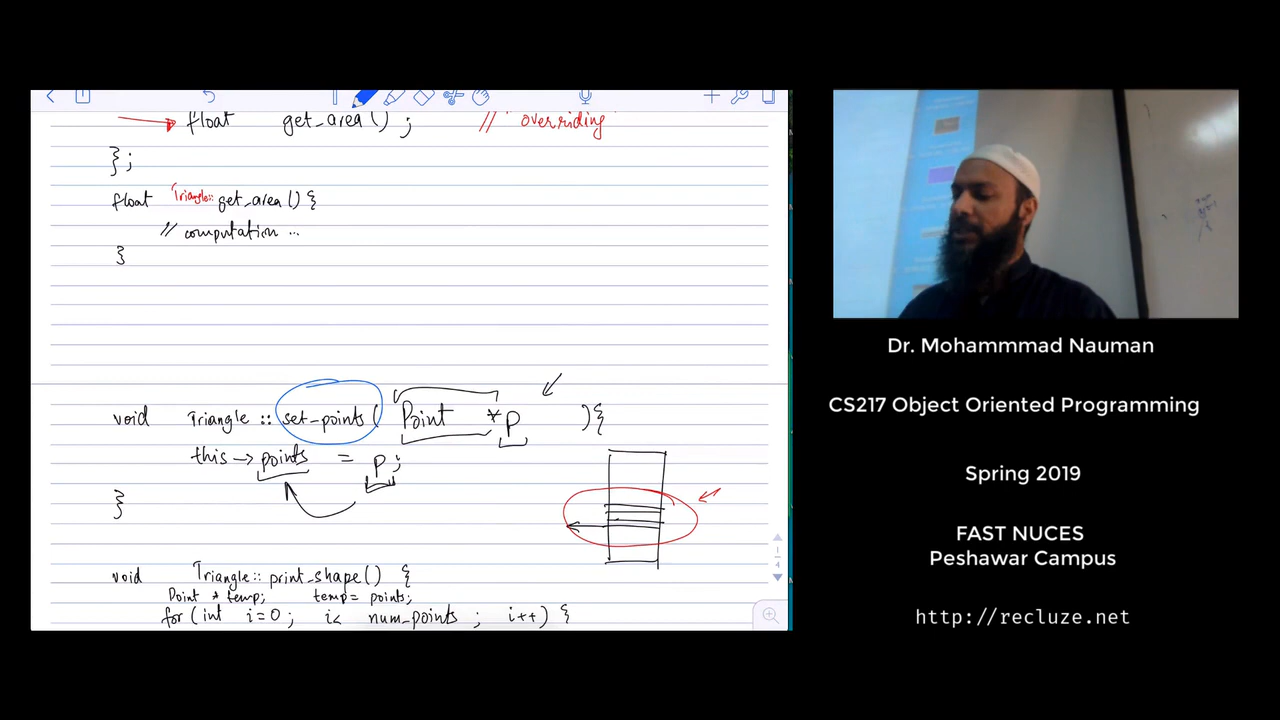 float get_area() ; // overriding
};
float Triangle:: get_area() {
// computation ...
}
void Triangle :: set_points( Point * P ){
this -> points = P;
}
void Triangle:: print_shape() {
Point * temp; temp= points;
for (int i=0 ; i< num_points ; i++) {
Dr. Mohammmad Nauman
CS217 Object Oriented Programming
Spring 2019
FAST NUCES
Peshawar Campus
http://recluze.net